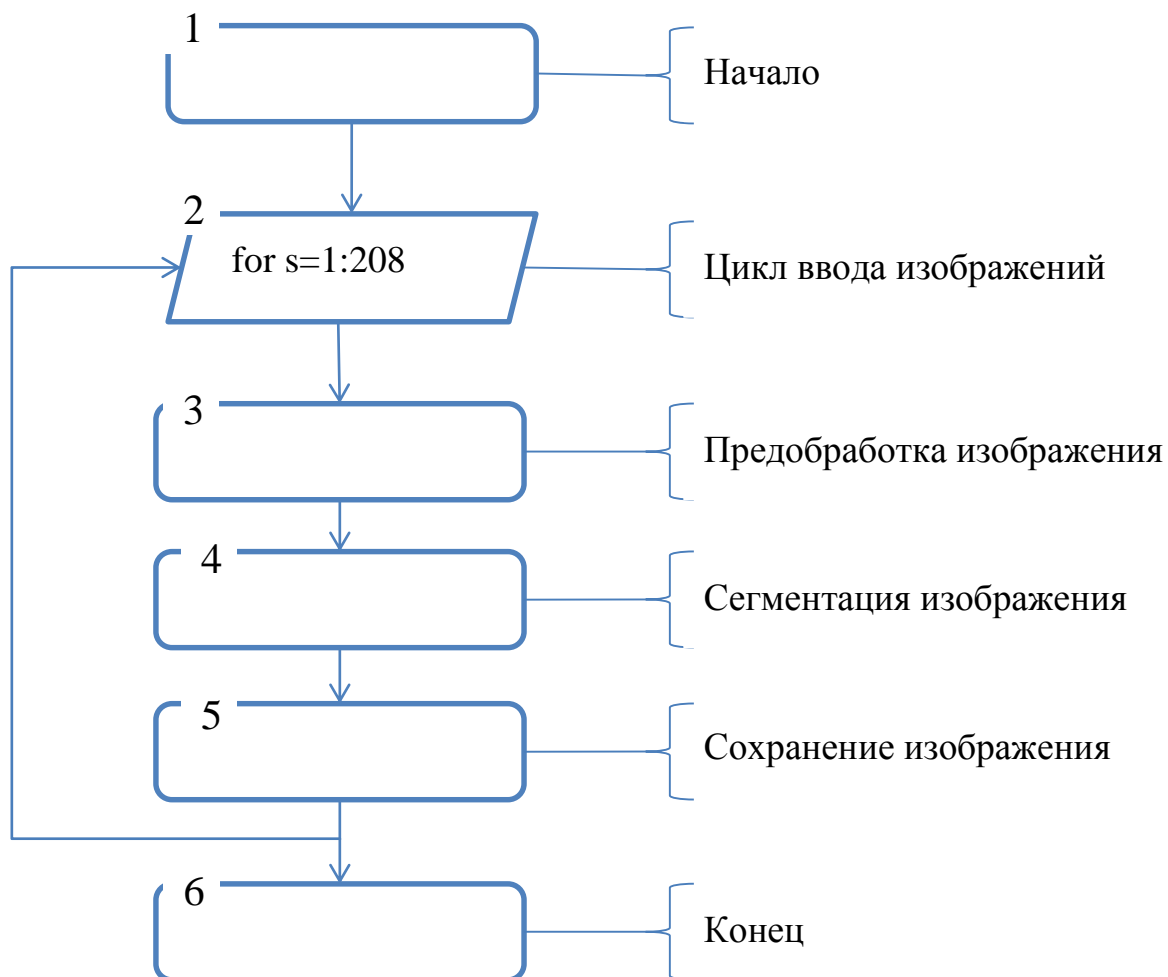 1
Начало
2
for s=1:208
Цикл ввода изображений
3
Предобработка изображения
4
Сегментация изображения
5
Сохранение изображения
6
Конец